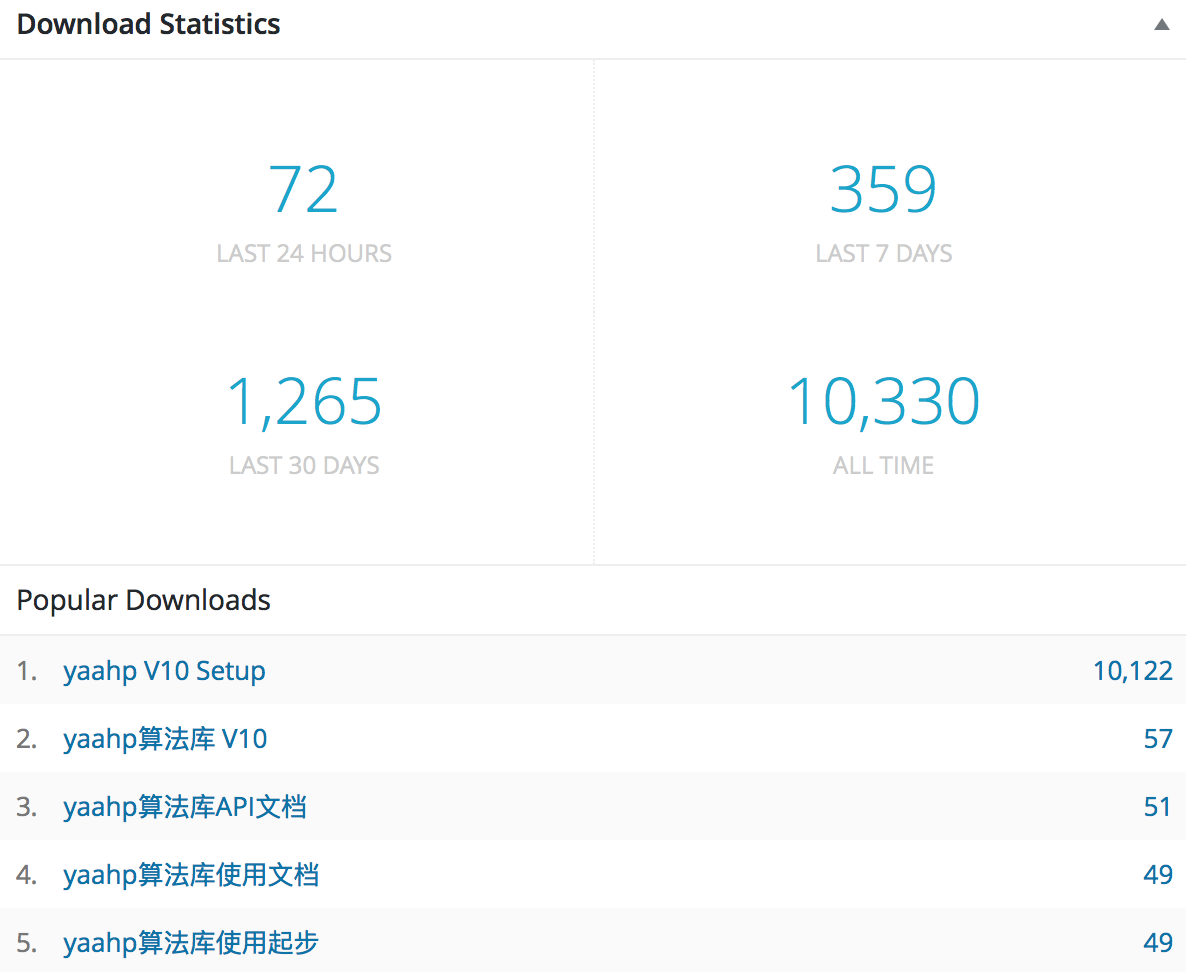 Download Statistics
72
359
LAST 24 HOURS
LAST 7 DAYS
1,265
10,330
LAST 30 DAYS
ALL TIME
Popular Downloads
1. yaahp V10 Setup 10,122
2. yaahp算法库 V10 57
3. yaahp算法库API文档 51
4. yaahp算法库使用文档 49
5. yaahp算法库使用起步 49